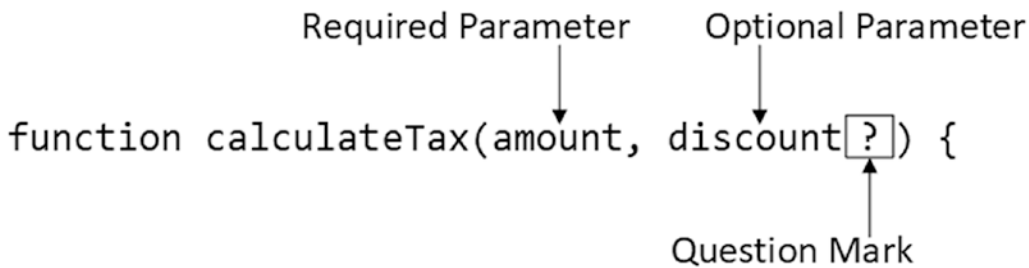 Required Parameter Optional Parameter
function calculateTax(amount, discount?) {
Question Mark